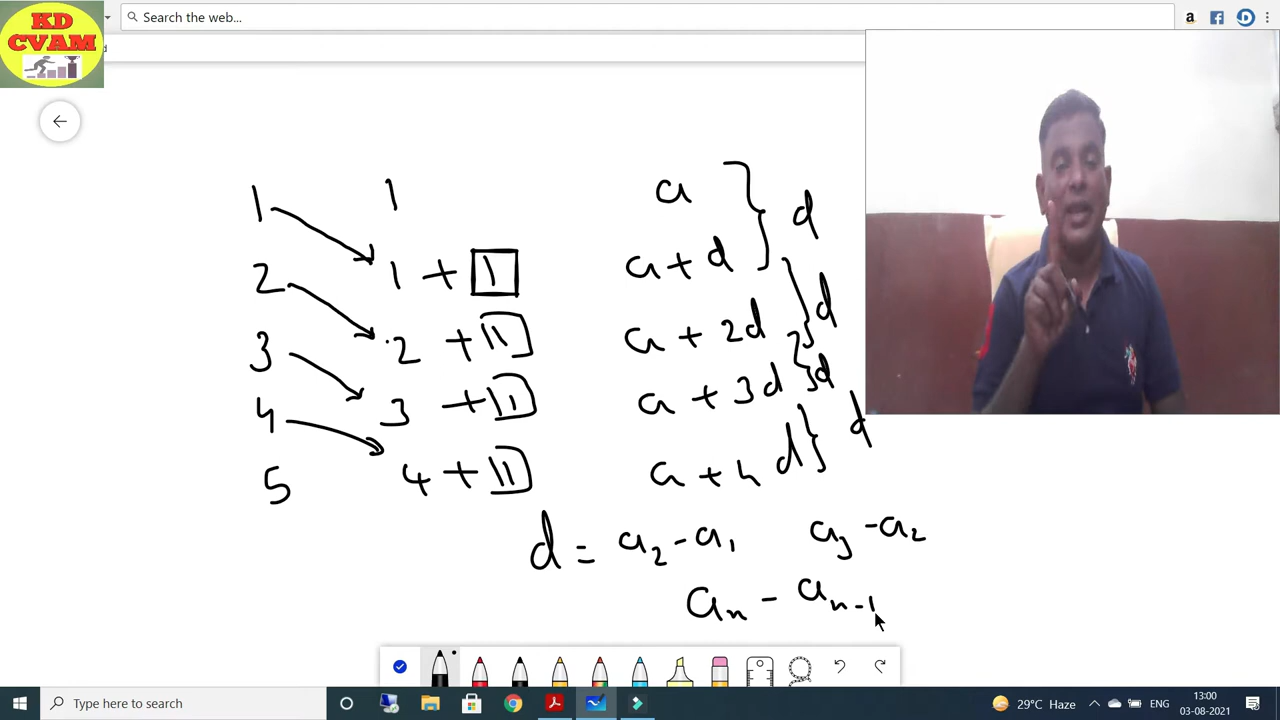 KD
CVAM
Search the web...
1 1 a
2 1 + 1 a + d } d
3 2 + 1 a + 2d } d
4 3 + 1 a + 3d } d
5 4 + 1 a + 4d } d
d = a₂ - a₁ a₃ - a₂
aₙ - aₙ₋₁
Type here to search
29°C Haze
ENG
13:00
03-08-2021